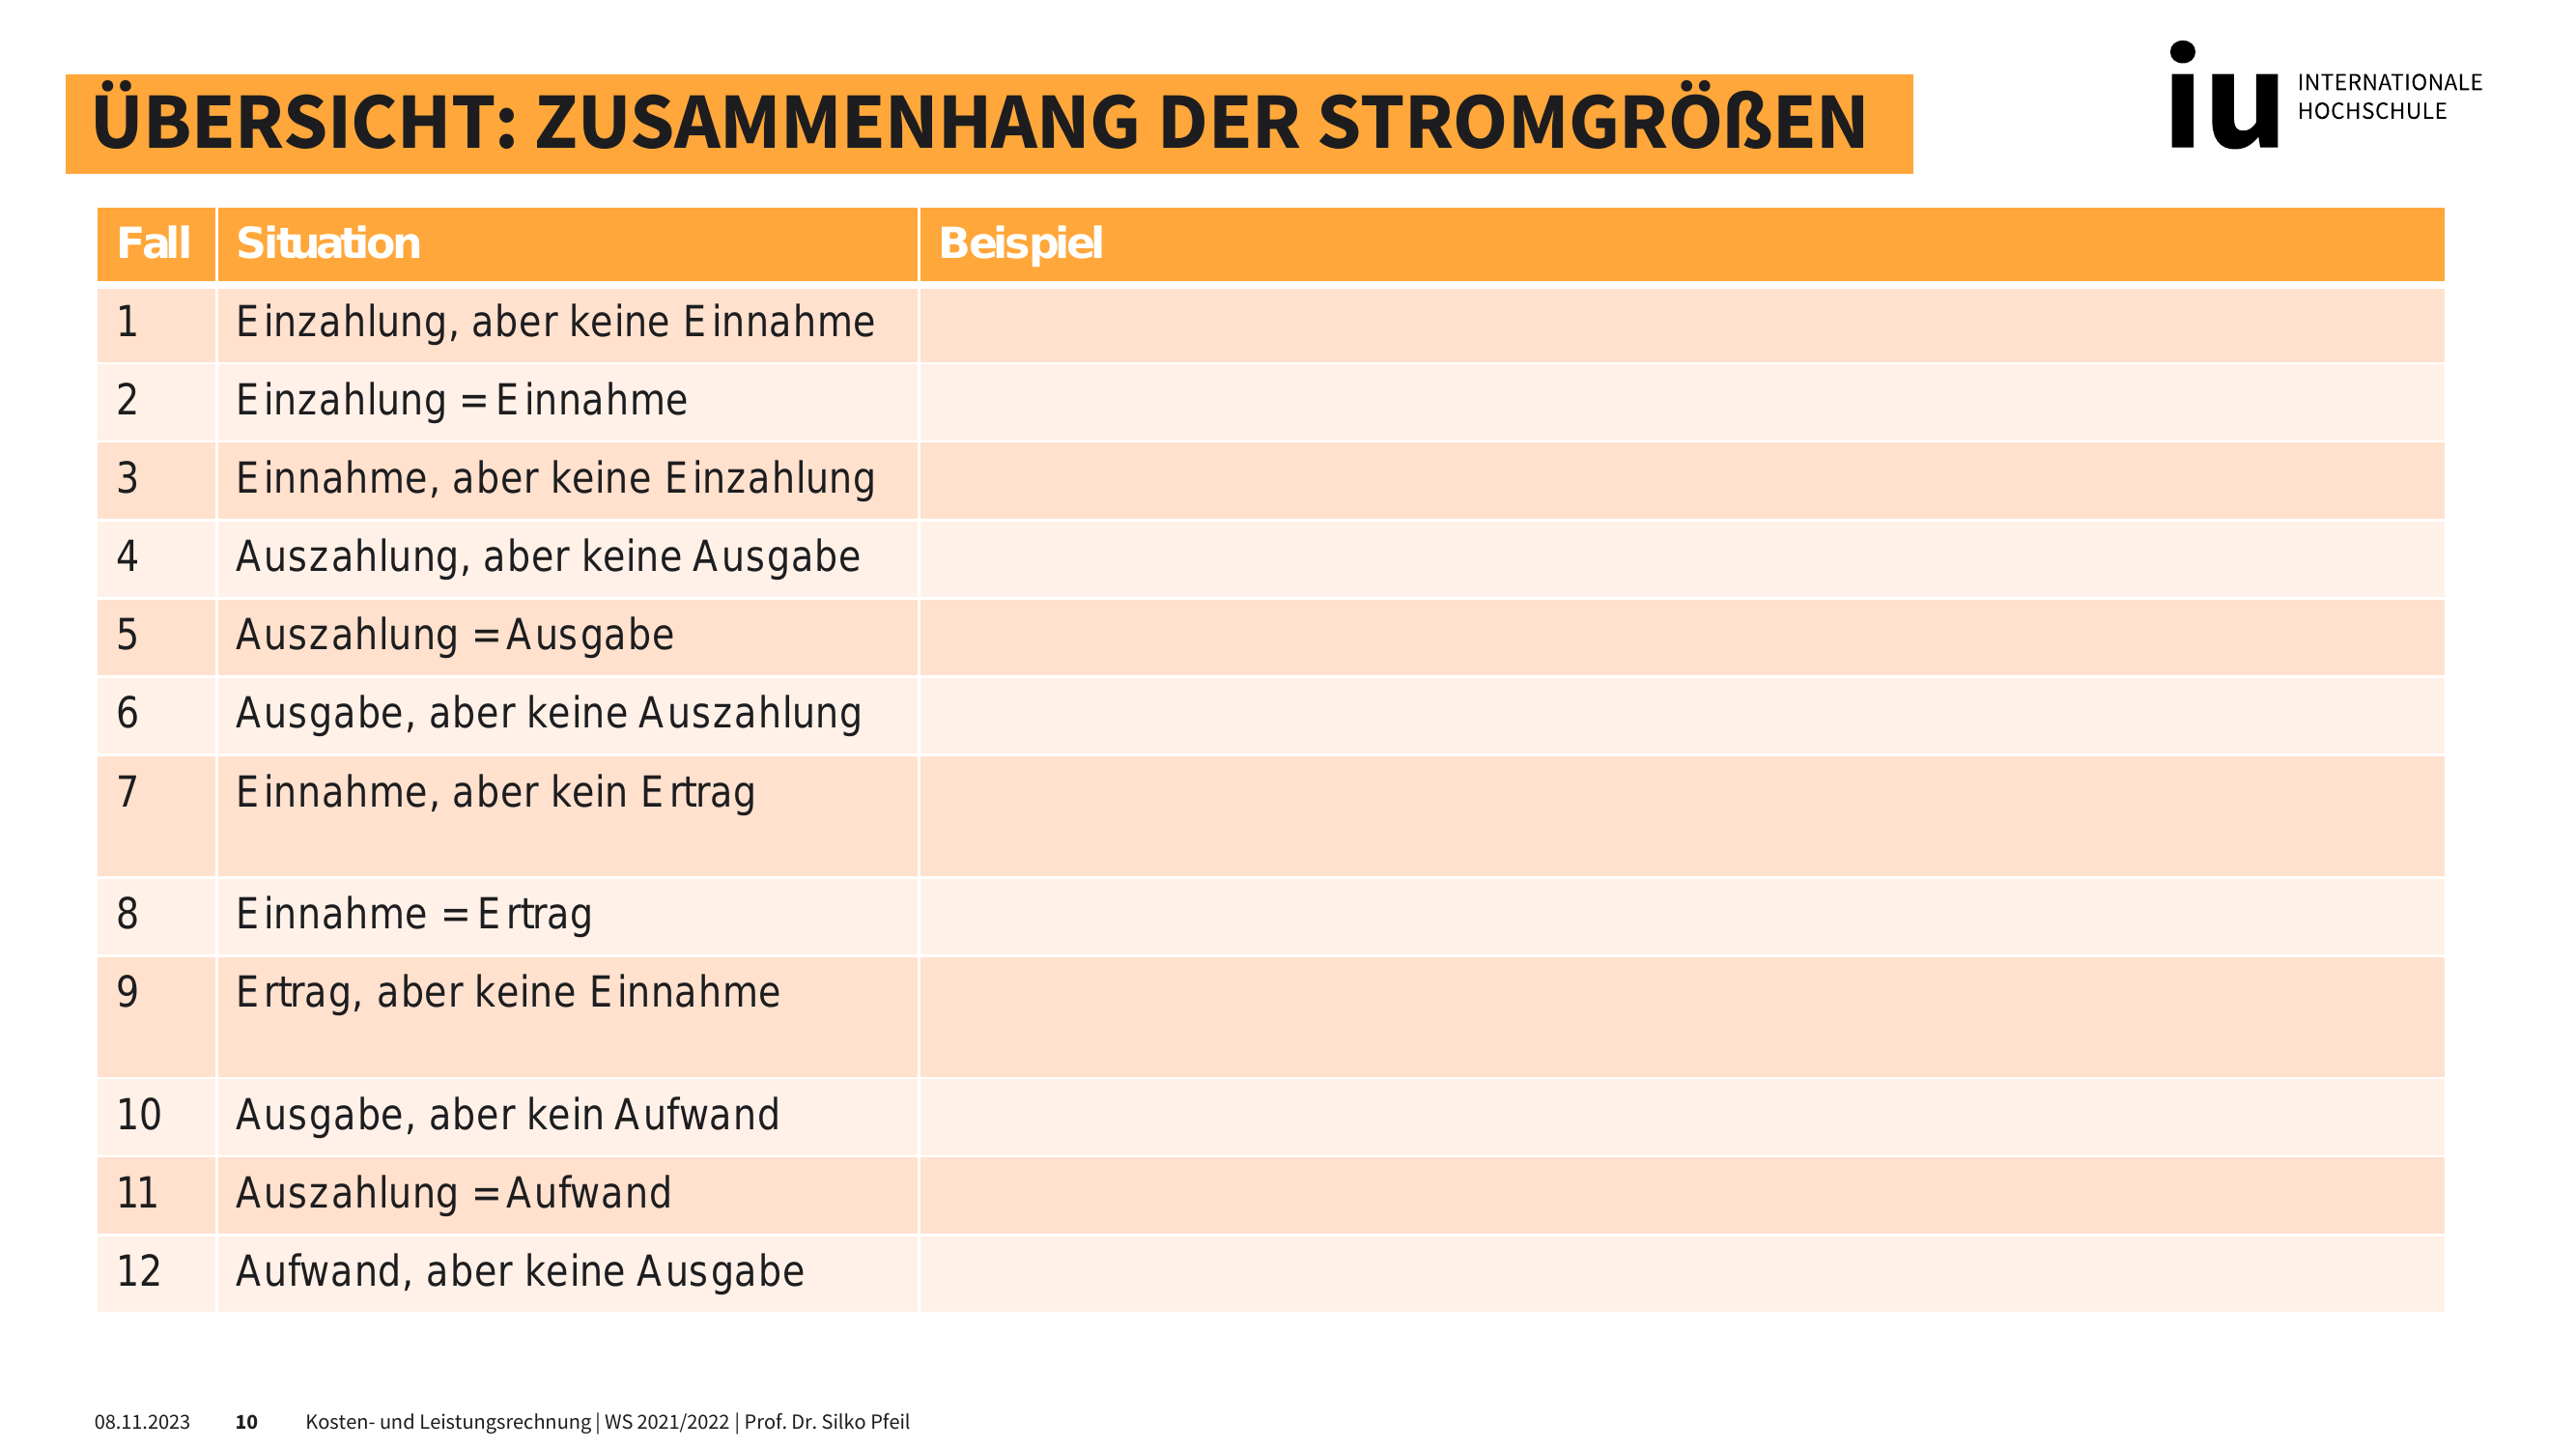 ÜBERSICHT: ZUSAMMENHANG DER STROMGRÖßEN
iu INTERNATIONALE
HOCHSCHULE
Fall Situation Beispiel
1 Einzahlung, aber keine Einnahme
2 Einzahlung = Einnahme
3 Einnahme, aber keine Einzahlung
4 Auszahlung, aber keine Ausgabe
5 Auszahlung = Ausgabe
6 Ausgabe, aber keine Auszahlung
7 Einnahme, aber kein Ertrag
8 Einnahme = Ertrag
9 Ertrag, aber keine Einnahme
10 Ausgabe, aber kein Aufwand
11 Auszahlung = Aufwand
12 Aufwand, aber keine Ausgabe
08.11.2023 10 Kosten- und Leistungsrechnung | WS 2021/2022 | Prof. Dr. Silko Pfeil